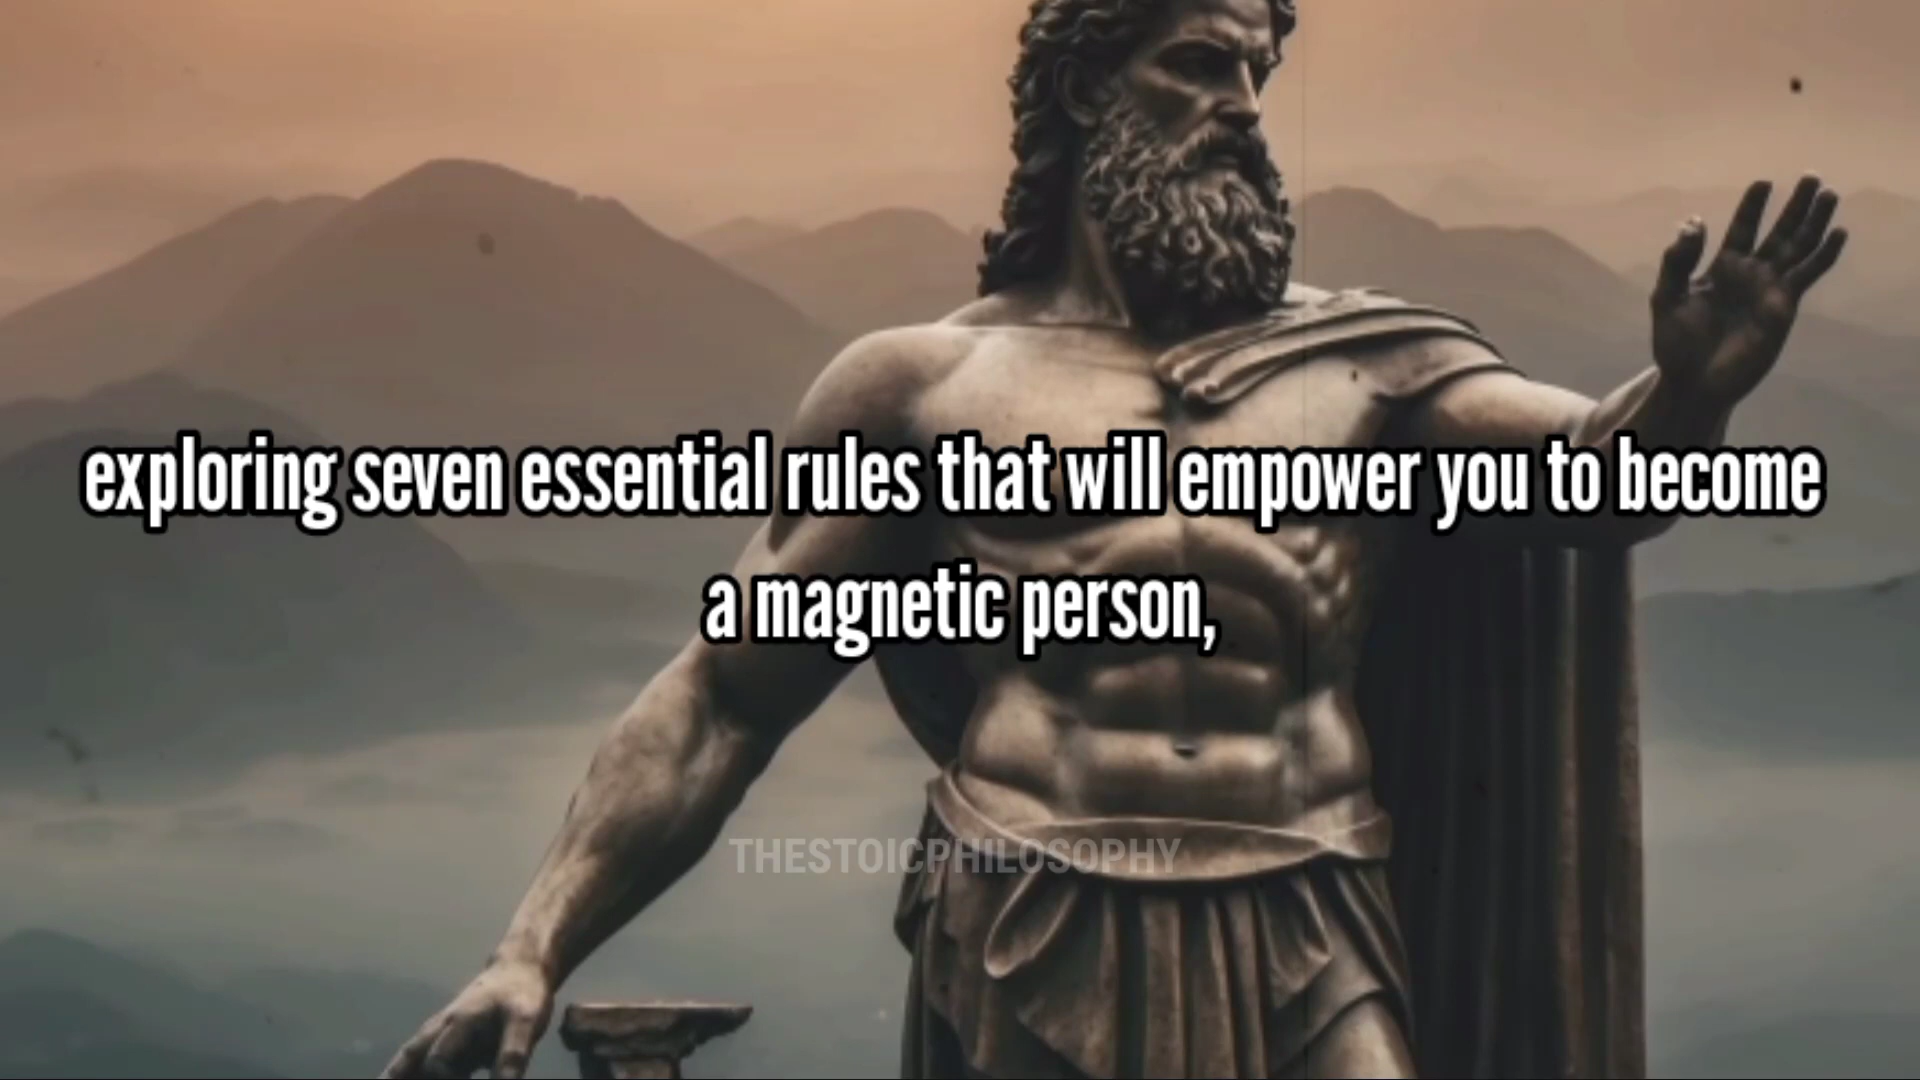 exploring seven essential rules that will empower you to become
a magnetic person,
THESTOICPHILOSOPHY